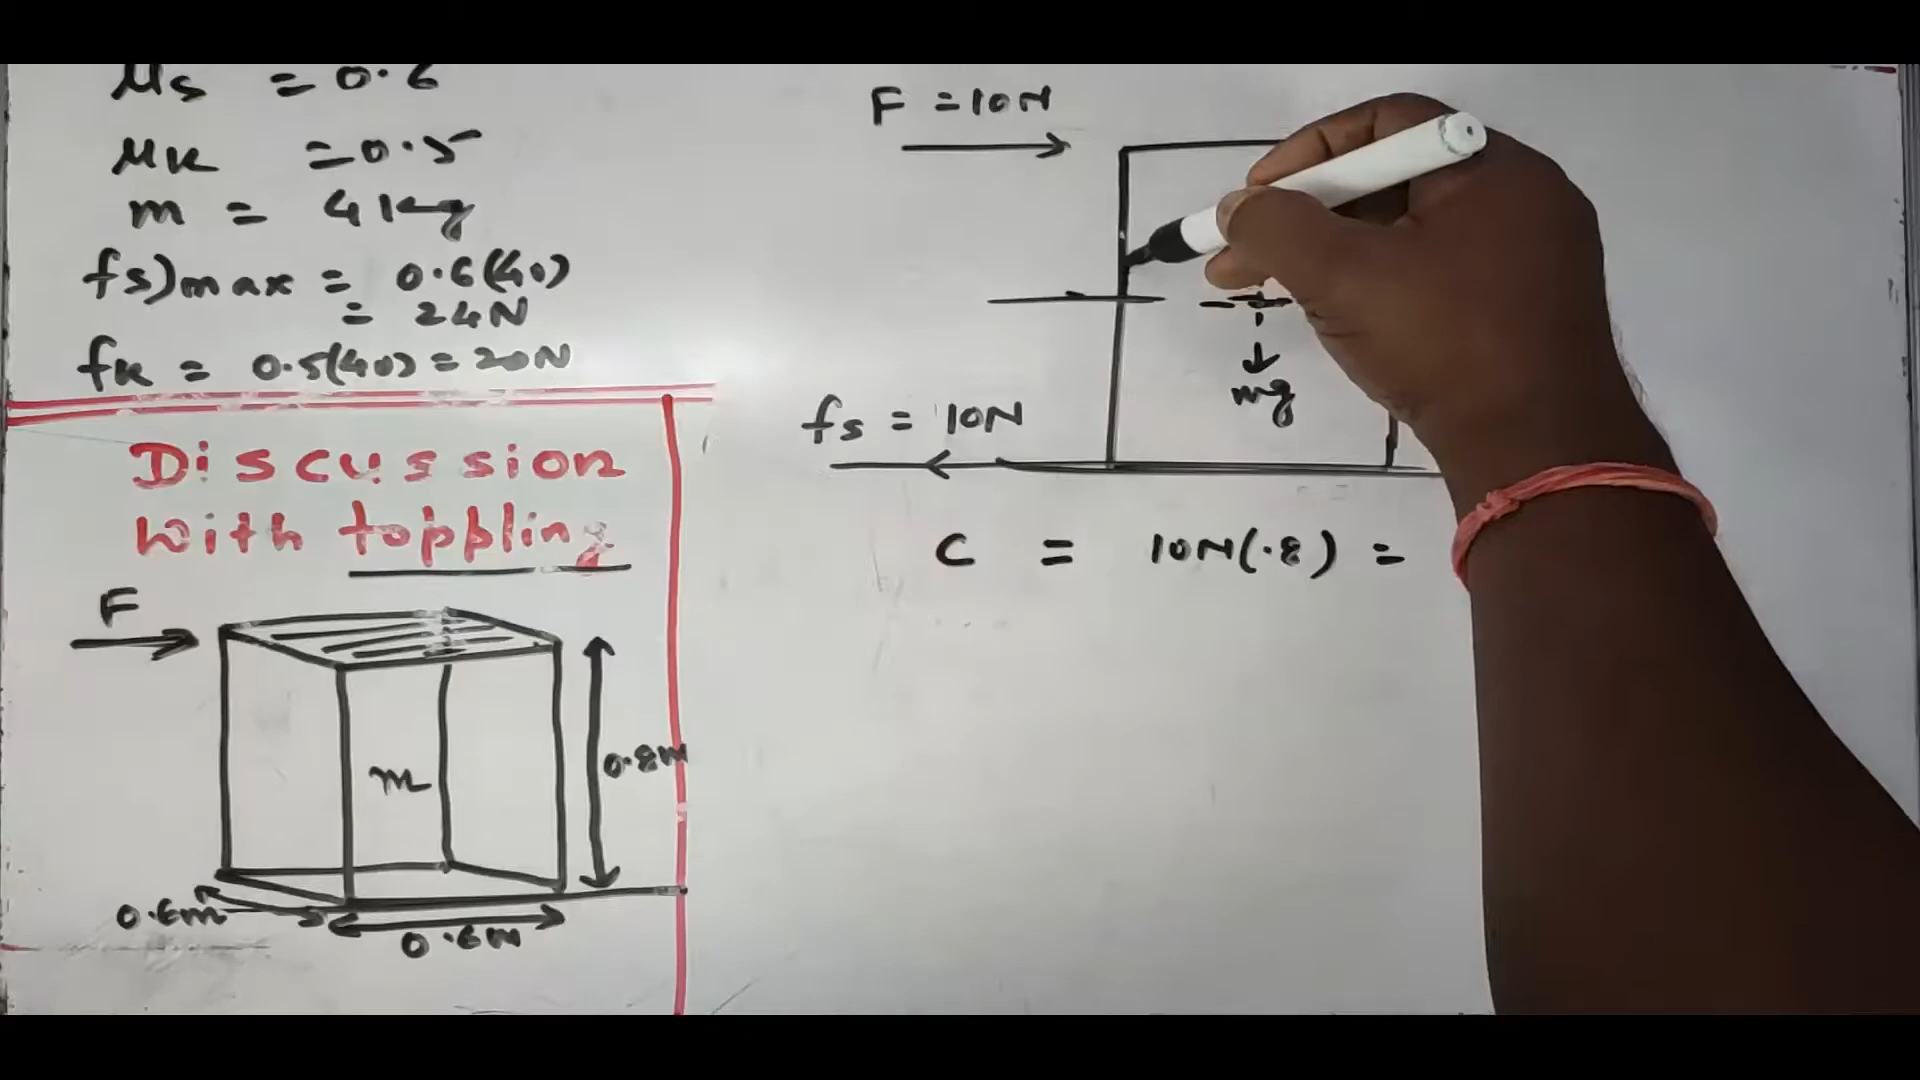 μs = 0.6
μk = 0.5
m = 4 kg
fs)max = 0.6(40)
= 24N
fk = 0.5(40) = 20N
Discussion
with toppling
F
m
0.8m
0.6m
0.6m
F = 10N
mg
fs = 10N
C = 10N(.8) =